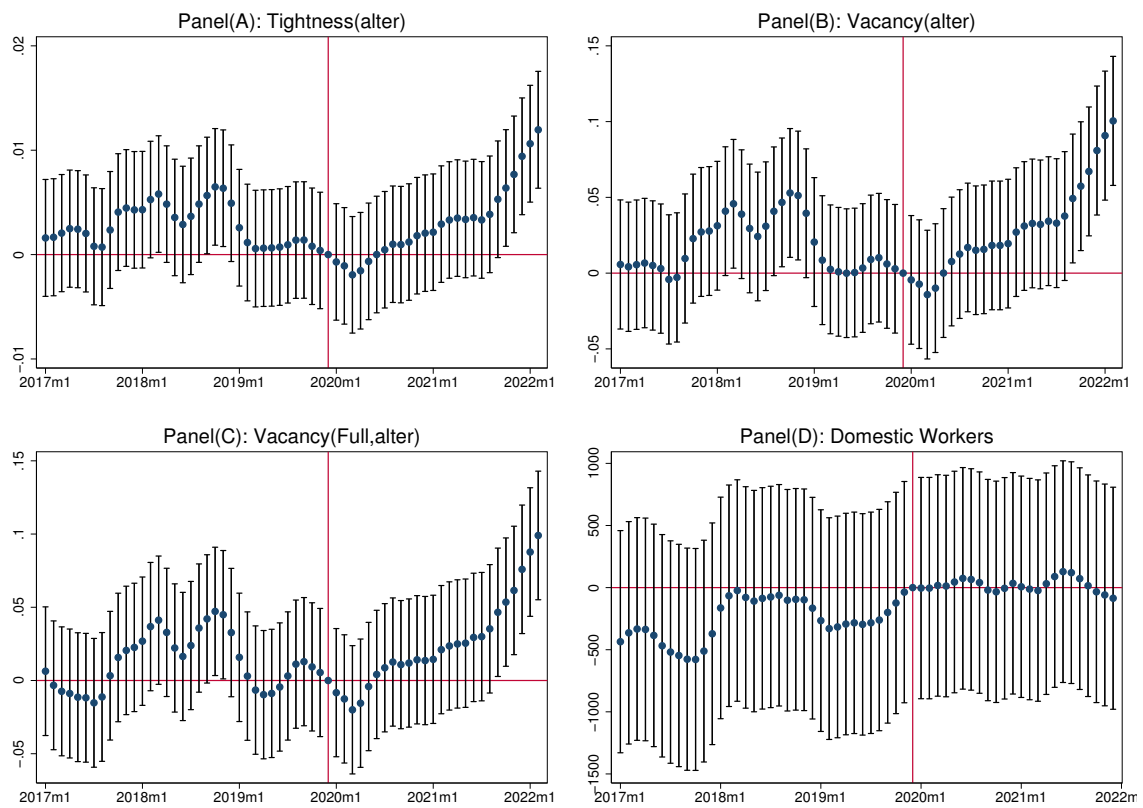 Panel(A): Tightness(alter)
.02
.01
0
-.01
2017m1 2018m1 2019m1 2020m1 2021m1 2022m1
Panel(B): Vacancy(alter)
.15
.1
.05
0
-.05
2017m1 2018m1 2019m1 2020m1 2021m1 2022m1
Panel(C): Vacancy(Full,alter)
.15
.1
.05
0
-.05
2017m1 2018m1 2019m1 2020m1 2021m1 2022m1
Panel(D): Domestic Workers
1000
500
0
-500
-1000
-1500
2017m1 2018m1 2019m1 2020m1 2021m1 2022m